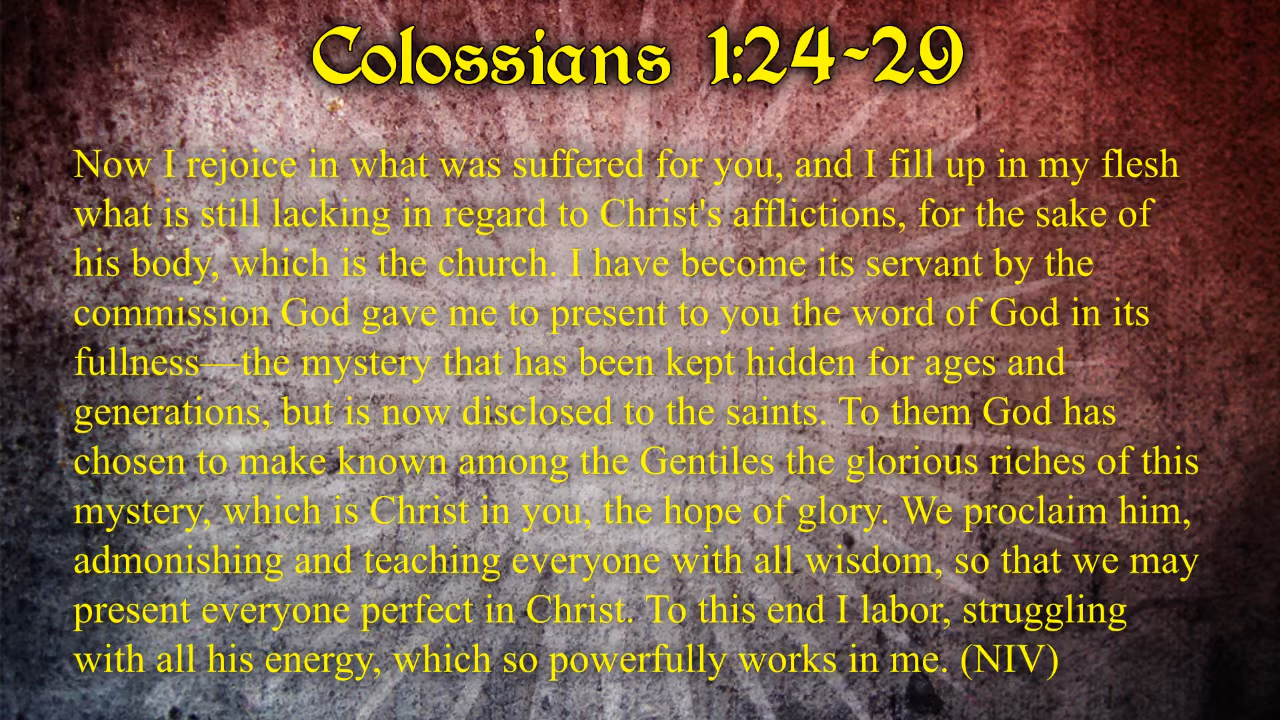 Colossians 1:24-29
Now I rejoice in what was suffered for you, and I fill up in my flesh
what is still lacking in regard to Christ's afflictions, for the sake of
his body, which is the church. I have become its servant by the
commission God gave me to present to you the word of God in its
fullness—the mystery that has been kept hidden for ages and
generations, but is now disclosed to the saints. To them God has
chosen to make known among the Gentiles the glorious riches of this
mystery, which is Christ in you, the hope of glory. We proclaim him,
admonishing and teaching everyone with all wisdom, so that we may
present everyone perfect in Christ. To this end I labor, struggling
with all his energy, which so powerfully works in me. (NIV)